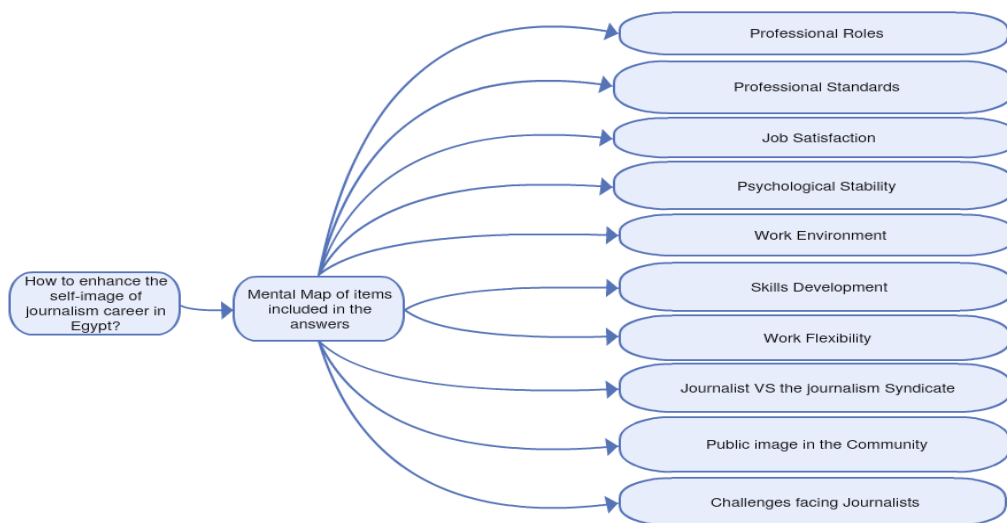 How to enhance the
self-image of
journalism career in
Egypt?
Mental Map of items
included in the
answers
Professional Roles
Professional Standards
Job Satisfaction
Psychological Stability
Work Environment
Skills Development
Work Flexibility
Journalist VS the journalism Syndicate
Public image in the Community
Challenges facing Journalists